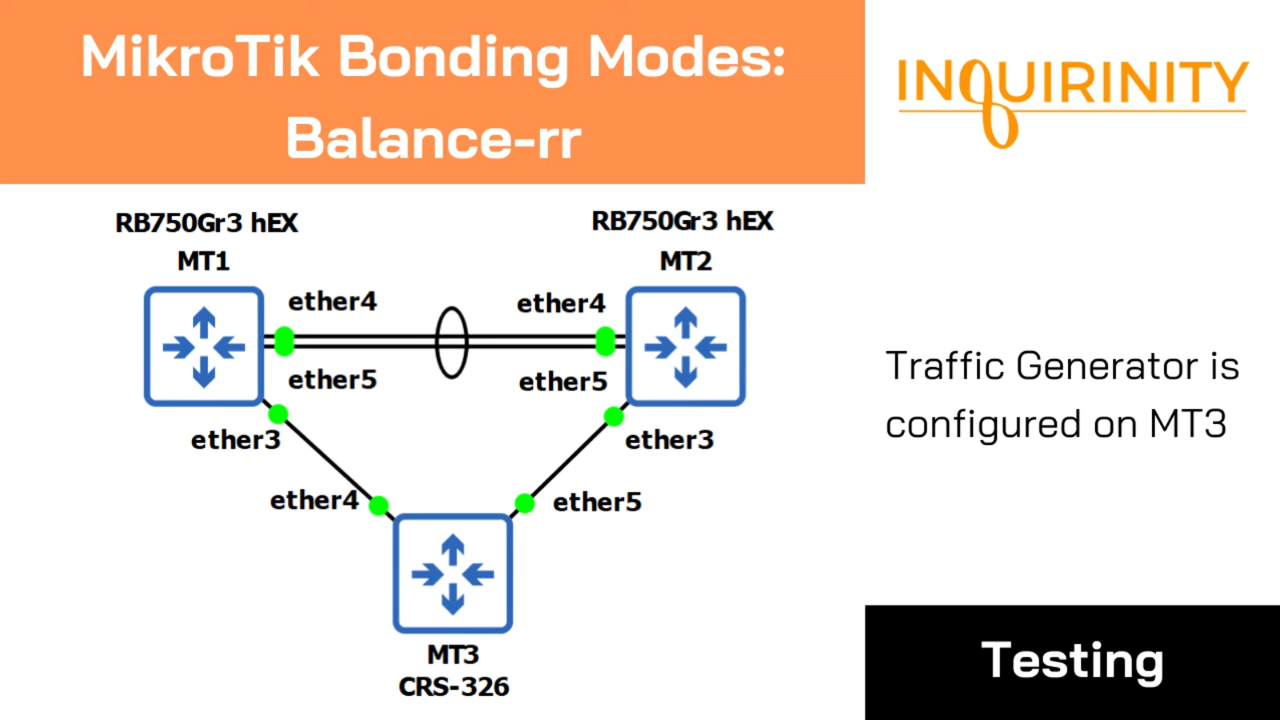 MikroTik Bonding Modes:
Balance-rr
INQUIRINITY
RB750Gr3 hEX
MT1
RB750Gr3 hEX
MT2
ether4
ether4
ether5
ether5
ether3
ether3
ether4
ether5
MT3
CRS-326
Traffic Generator is
configured on MT3
Testing